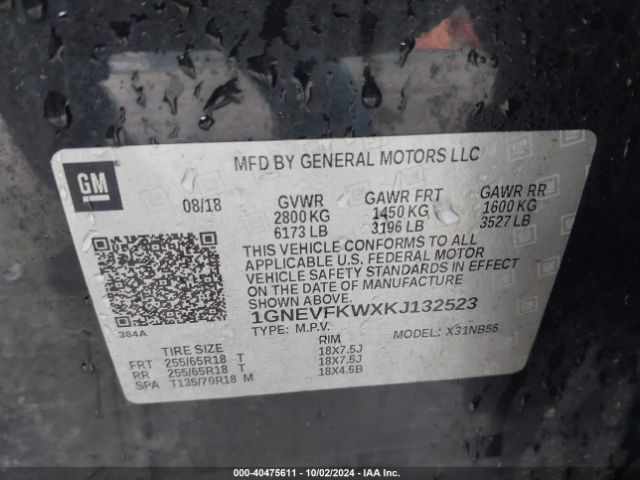 GM
MFD BY GENERAL MOTORS LLC
08/18
GVWR
2800 KG
6173 LB
GAWR FRT
1450 KG
3196 LB
GAWR RR
1600 KG
3527 LB
THIS VEHICLE CONFORMS TO ALL
APPLICABLE U.S. FEDERAL MOTOR
VEHICLE SAFETY STANDARDS IN EFFECT
ON THE DATE OF MANUFACTURE
SHOWN ABOVE.
1GNEVFKWXKJ132523
384A
TYPE: M.P.V.
MODEL: X31NB56
TIRE SIZE RIM
FRT 255/65R18 T 18X7.5J
RR 255/65R18 T 18X7.5J
SPA T135/70R18 M 18X4.5B
000-40475611 - 10/02/2024 - IAA Inc.